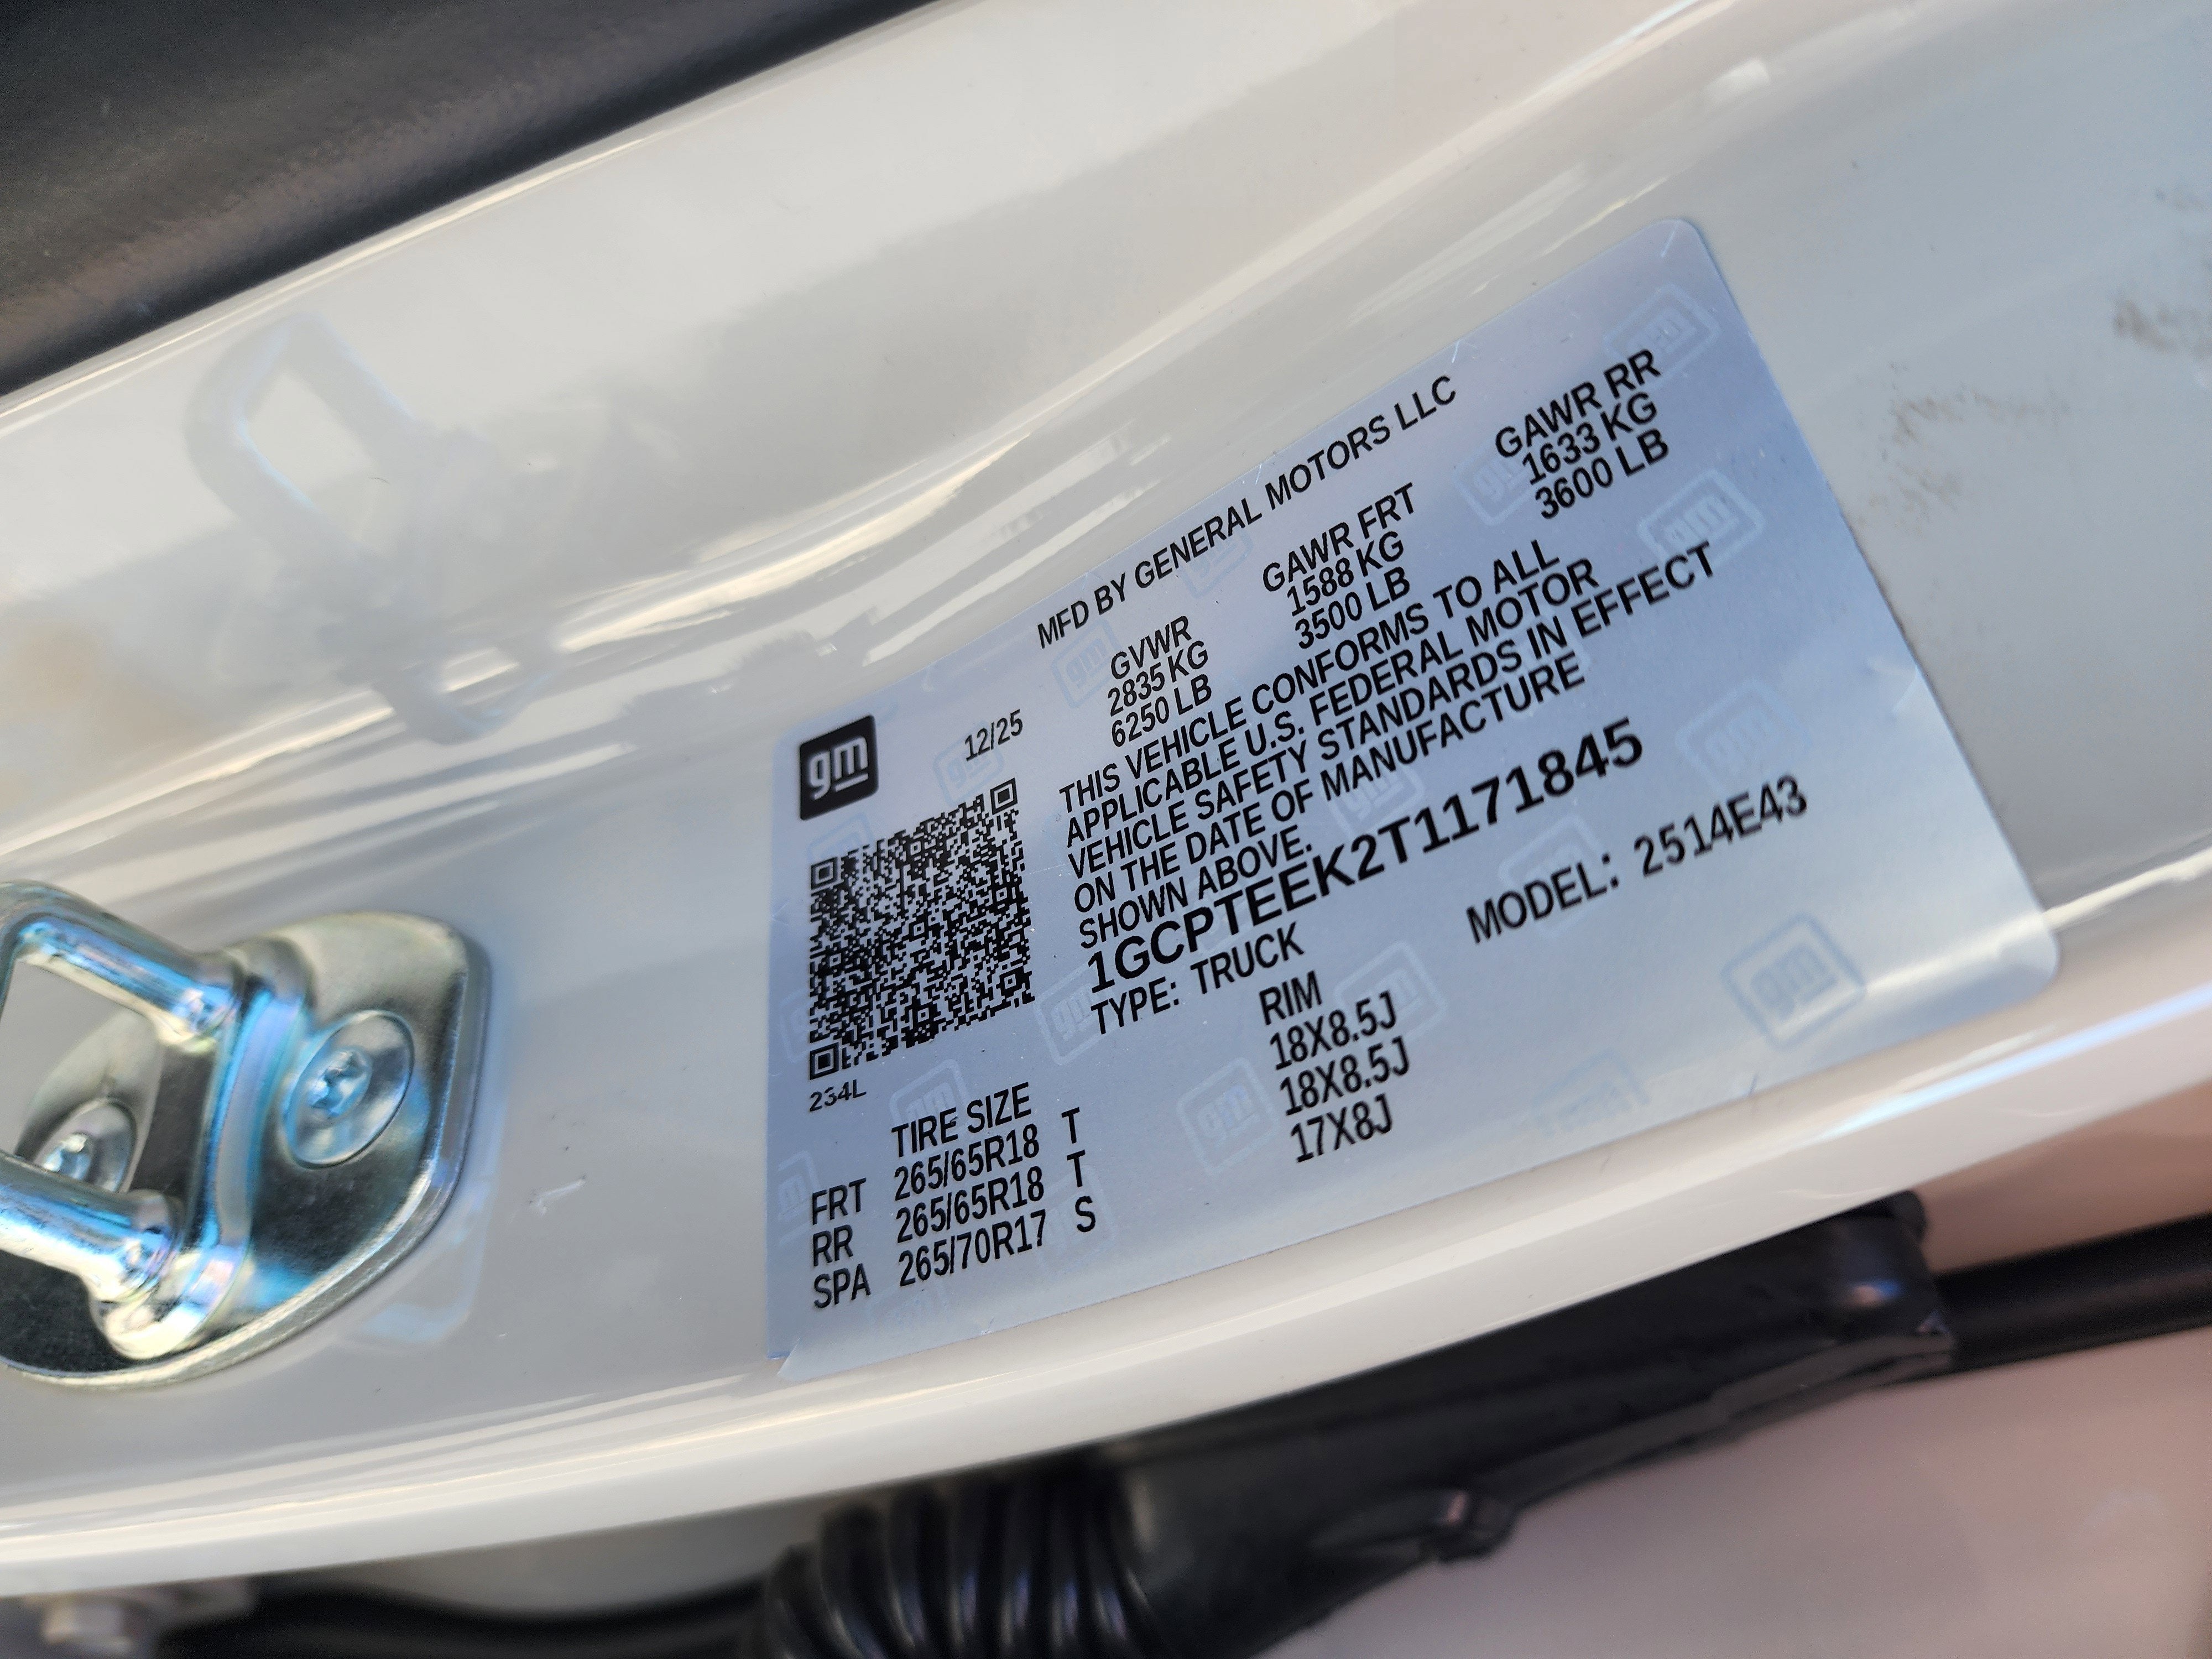 gm
MFD BY GENERAL MOTORS LLC
12/25
GVWR GAWR FRT GAWR RR
2835 KG 1588 KG 1633 KG
6250 LB 3500 LB 3600 LB
THIS VEHICLE CONFORMS TO ALL
APPLICABLE U.S. FEDERAL MOTOR
VEHICLE SAFETY STANDARDS IN EFFECT
ON THE DATE OF MANUFACTURE
SHOWN ABOVE.
1GCPTEEK2T1171845
TYPE: TRUCK MODEL: 2514E43
234L
TIRE SIZE RIM
FRT 265/65R18 T 18X8.5J
RR 265/65R18 T 18X8.5J
SPA 265/70R17 S 17X8J